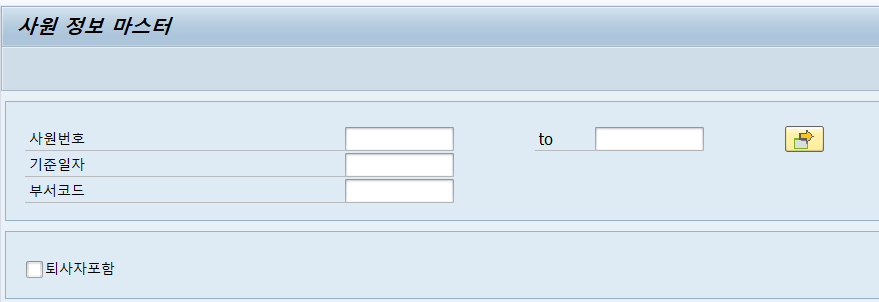 사원 정보 마스터
사원번호 to
기준일자
부서코드
퇴사자포함